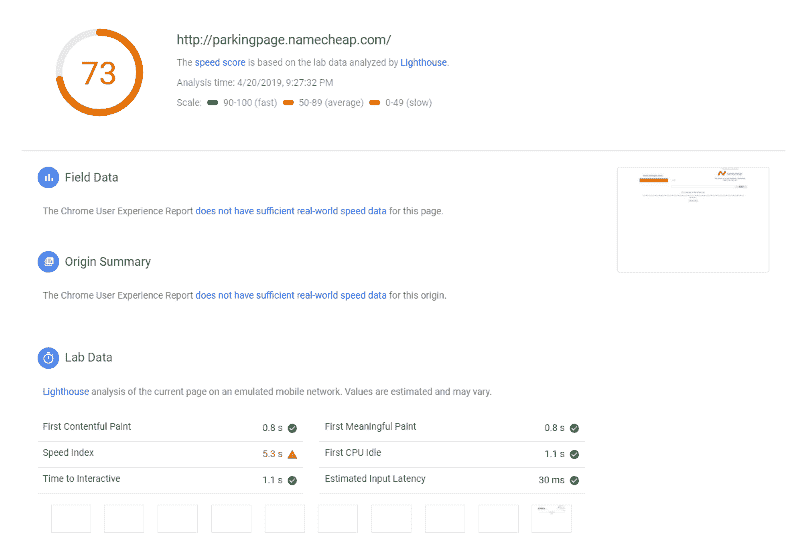 73
http://parkingpage.namecheap.com/
The speed score is based on the lab data analyzed by Lighthouse.
Analysis time: 4/20/2019, 9:27:32 PM
Scale: 90-100 (fast) 50-89 (average) 0-49 (slow)
Field Data
The Chrome User Experience Report does not have sufficient real-world speed data for this page.
Origin Summary
The Chrome User Experience Report does not have sufficient real-world speed data for this origin.
Lab Data
Lighthouse analysis of the current page on an emulated mobile network. Values are estimated and may vary.
First Contentful Paint 0.8 s First Meaningful Paint 0.8 s
Speed Index 5.3 s First CPU Idle 1.1 s
Time to Interactive 1.1 s Estimated Input Latency 30 ms